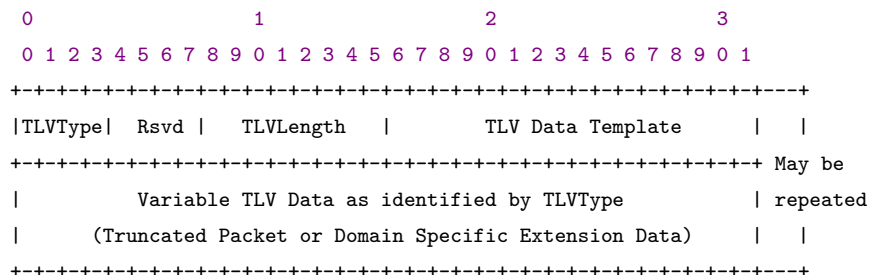 0                   1                   2                   3
 0 1 2 3 4 5 6 7 8 9 0 1 2 3 4 5 6 7 8 9 0 1 2 3 4 5 6 7 8 9 0 1
+-+-+-+-+-+-+-+-+-+-+-+-+-+-+-+-+-+-+-+-+-+-+-+-+-+-+-+-+-+-+-+-+---+
|TLVType|  Rsvd |   TLVLength   |        TLV Data Template      |   |
+-+-+-+-+-+-+-+-+-+-+-+-+-+-+-+-+-+-+-+-+-+-+-+-+-+-+-+-+-+-+-+-+ May be
|          Variable TLV Data as identified by TLVType           | repeated
|      (Truncated Packet or Domain Specific Extension Data)     |   |
+-+-+-+-+-+-+-+-+-+-+-+-+-+-+-+-+-+-+-+-+-+-+-+-+-+-+-+-+-+-+-+-+---+